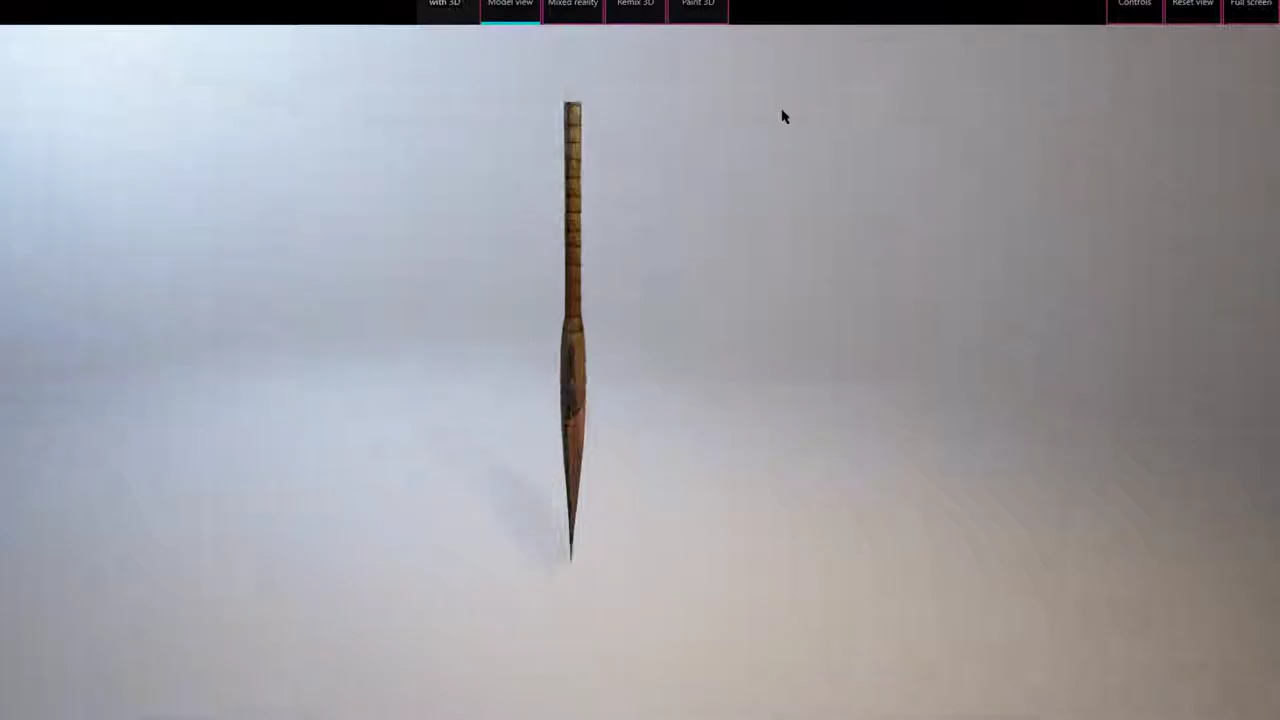 with 3D
Model view
Mixed reality
Remix 3D
Paint 3D
Controls
Reset view
Full screen